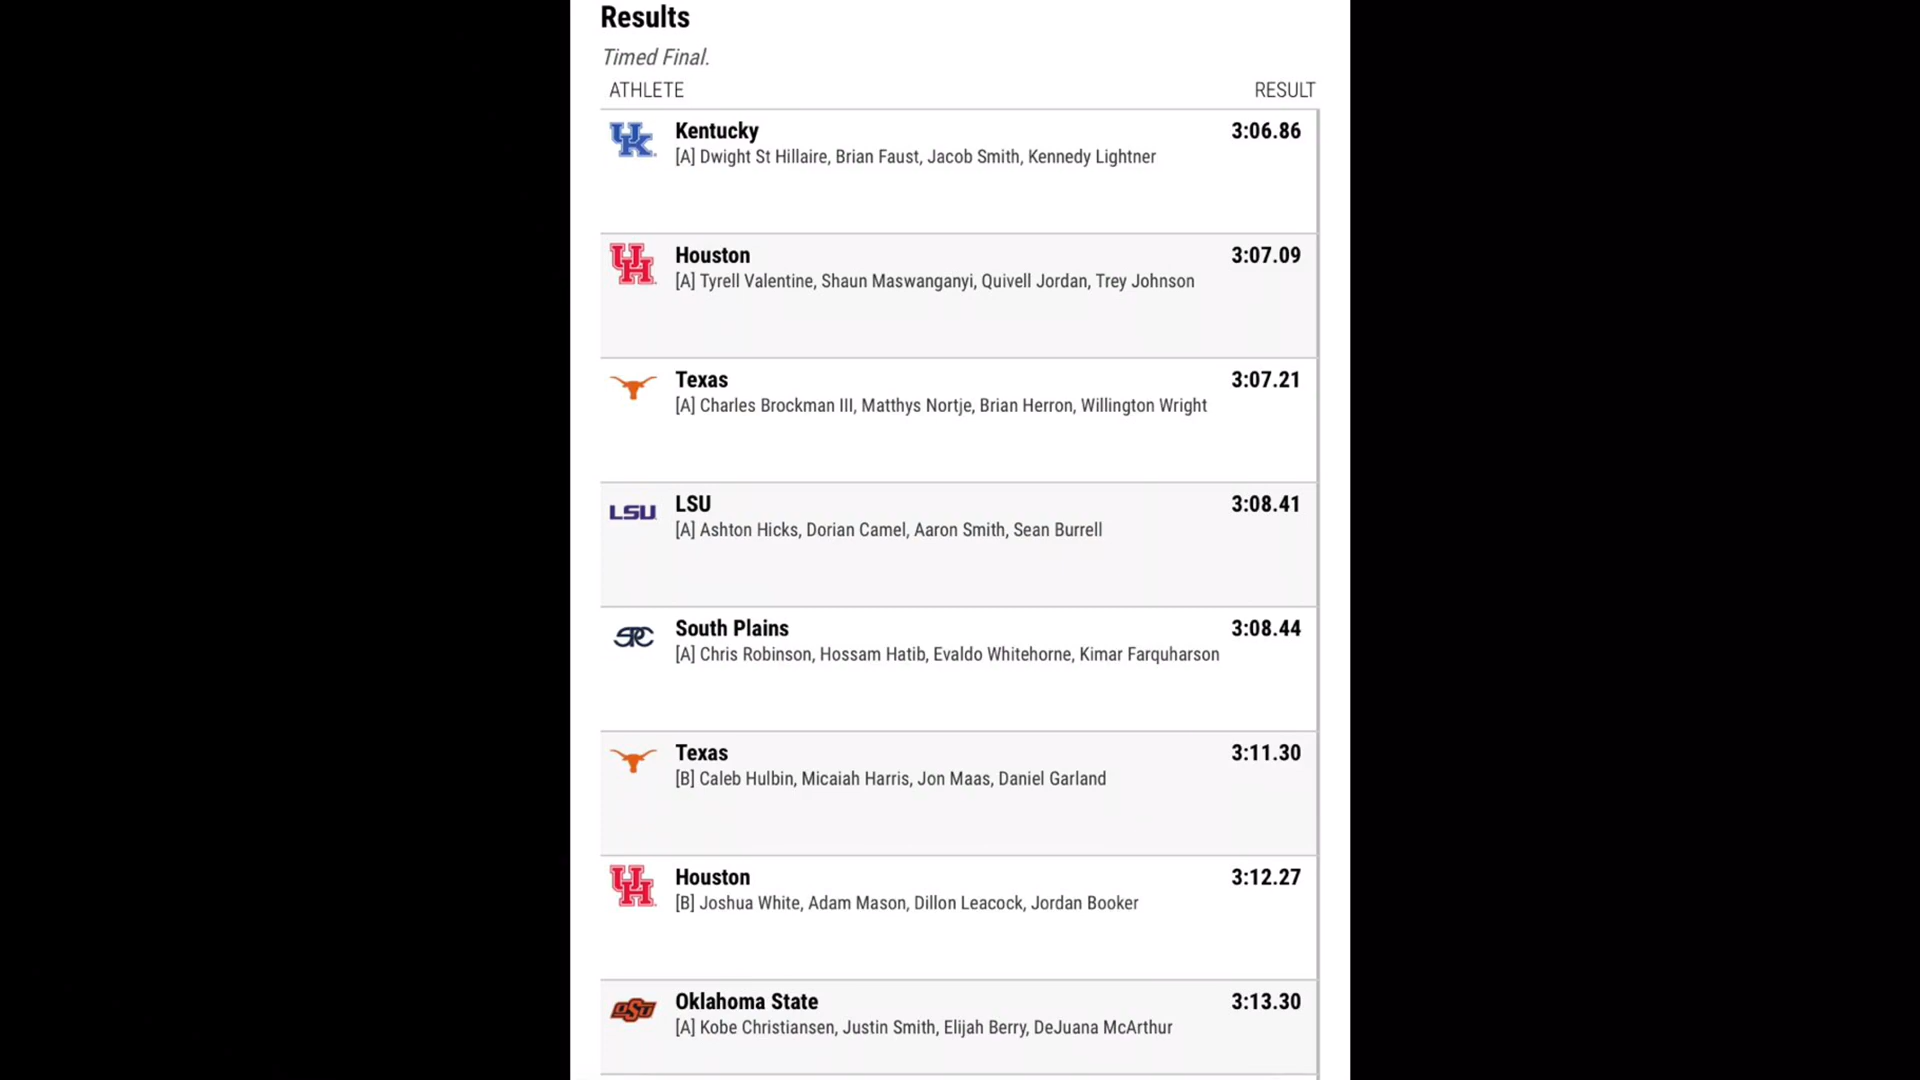 Results
Timed Final.
ATHLETE RESULT
UK Kentucky 3:06.86
[A] Dwight St Hillaire, Brian Faust, Jacob Smith, Kennedy Lightner
UH Houston 3:07.09
[A] Tyrell Valentine, Shaun Maswanganyi, Quivell Jordan, Trey Johnson
Texas 3:07.21
[A] Charles Brockman III, Matthys Nortje, Brian Herron, Willington Wright
LSU LSU 3:08.41
[A] Ashton Hicks, Dorian Camel, Aaron Smith, Sean Burrell
SPC South Plains 3:08.44
[A] Chris Robinson, Hossam Hatib, Evaldo Whitehorne, Kimar Farquharson
Texas 3:11.30
[B] Caleb Hulbin, Micaiah Harris, Jon Maas, Daniel Garland
UH Houston 3:12.27
[B] Joshua White, Adam Mason, Dillon Leacock, Jordan Booker
OSU Oklahoma State 3:13.30
[A] Kobe Christiansen, Justin Smith, Elijah Berry, DeJuana McArthur